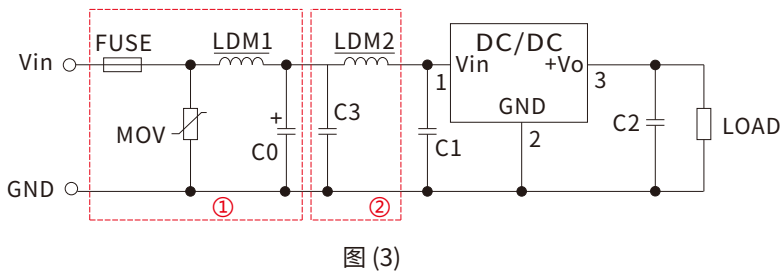 FUSE LDM1 LDM2 DC/DC
Vin Vin +Vo
1 3
GND
MOV + C0 C3 C1 2 C2 LOAD
GND
① ②
图 (3)